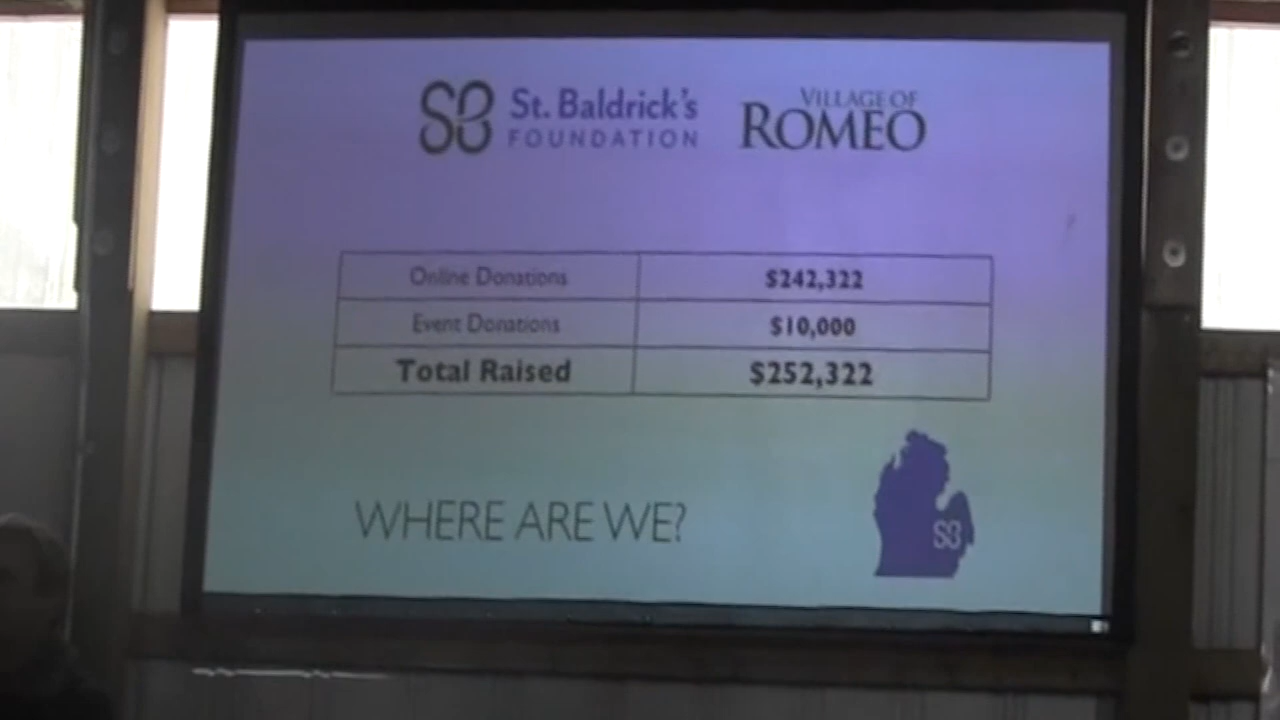 SB St. Baldrick's
FOUNDATION
VILLAGE OF
ROMEO
Online Donations $242,322
Event Donations $10,000
Total Raised $252,322
WHERE ARE WE?
SB